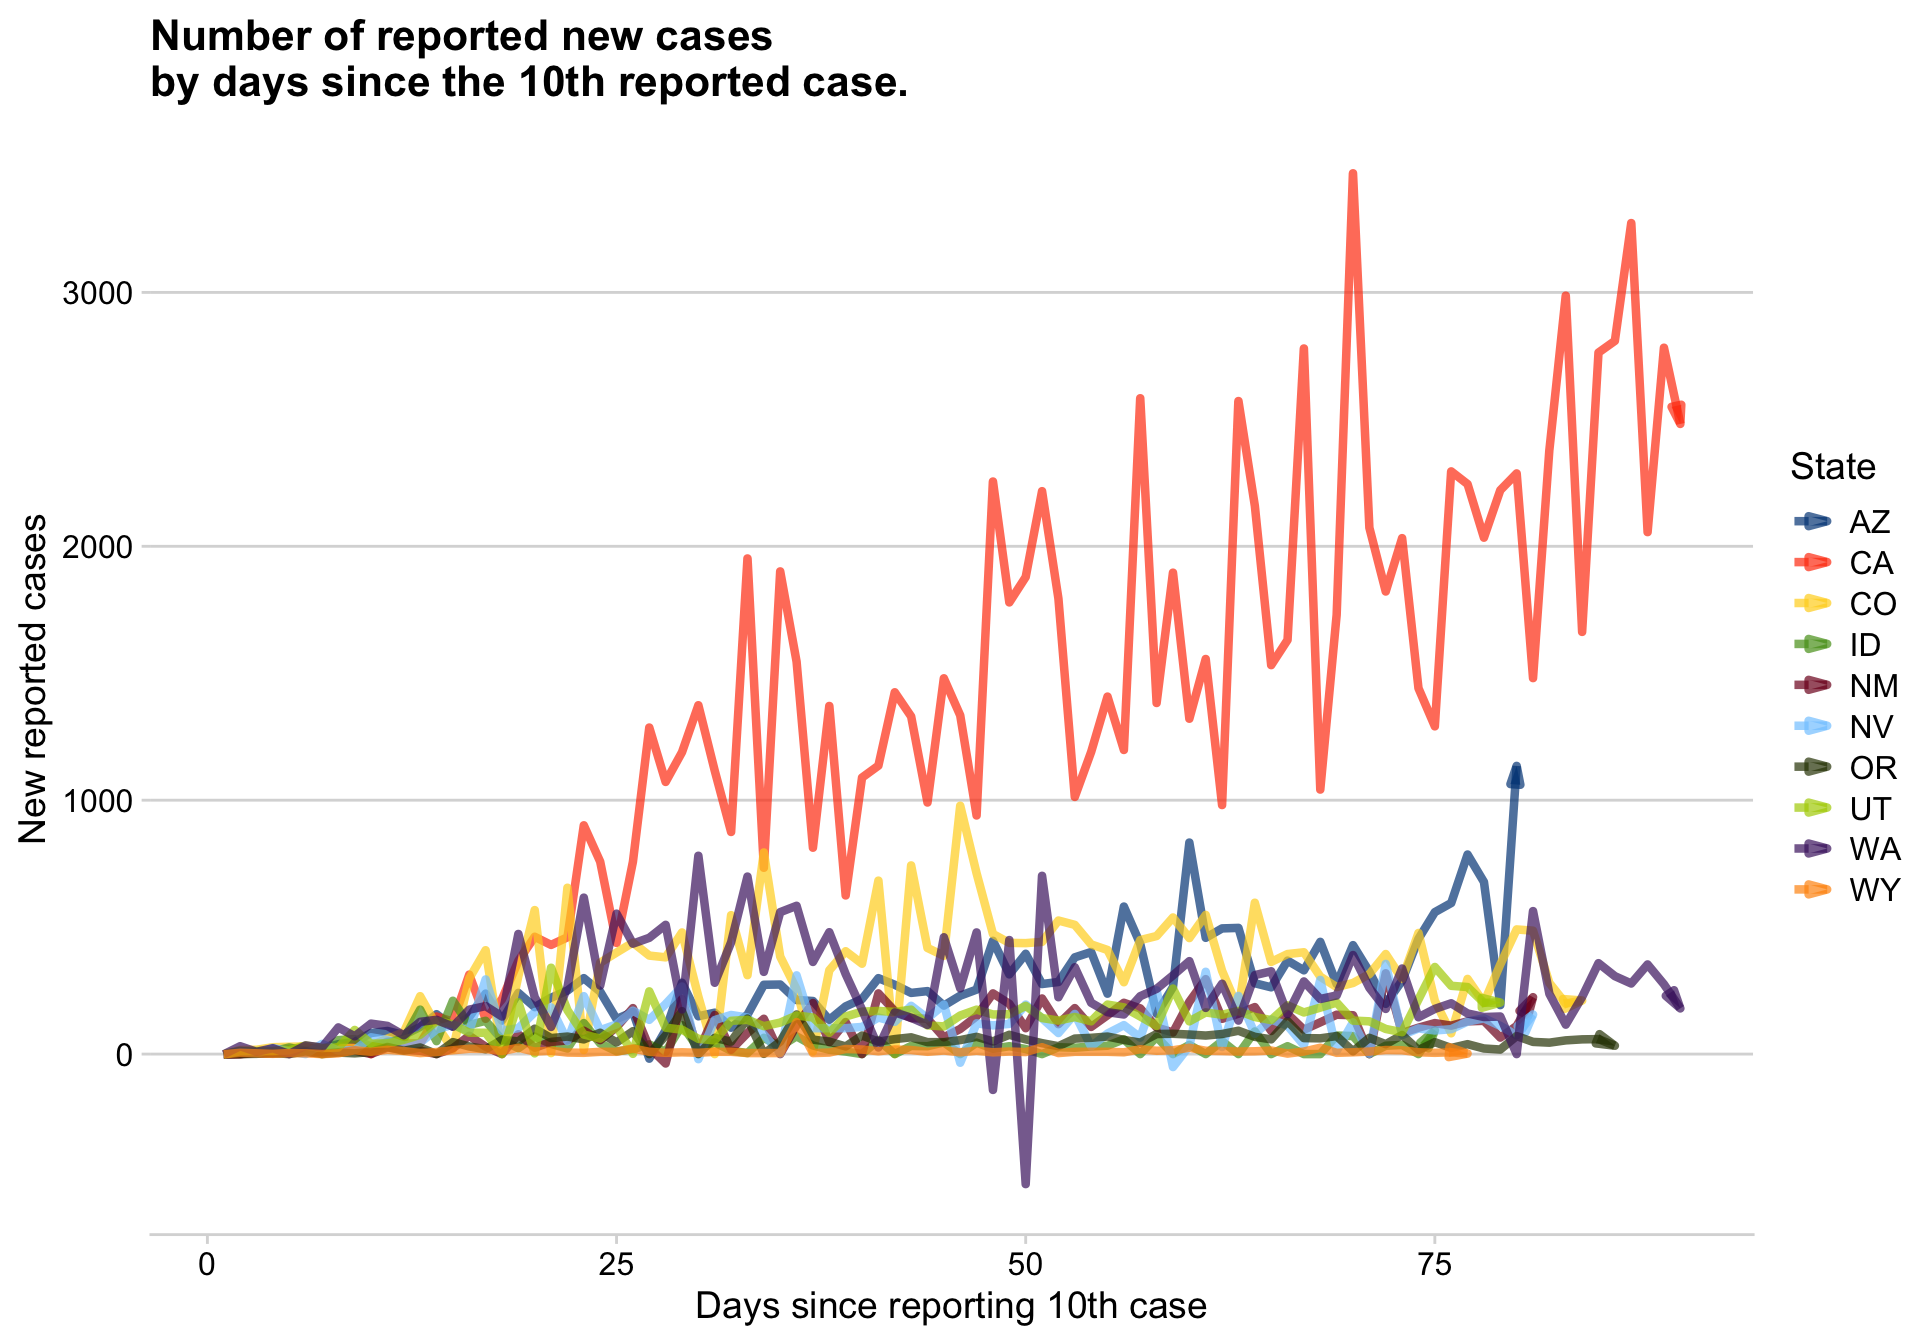 Number of reported new cases
by days since the 10th reported case.
New reported cases
3000
2000
1000
0
0
25
50
75
Days since reporting 10th case
State
AZ
CA
CO
ID
NM
NV
OR
UT
WA
WY